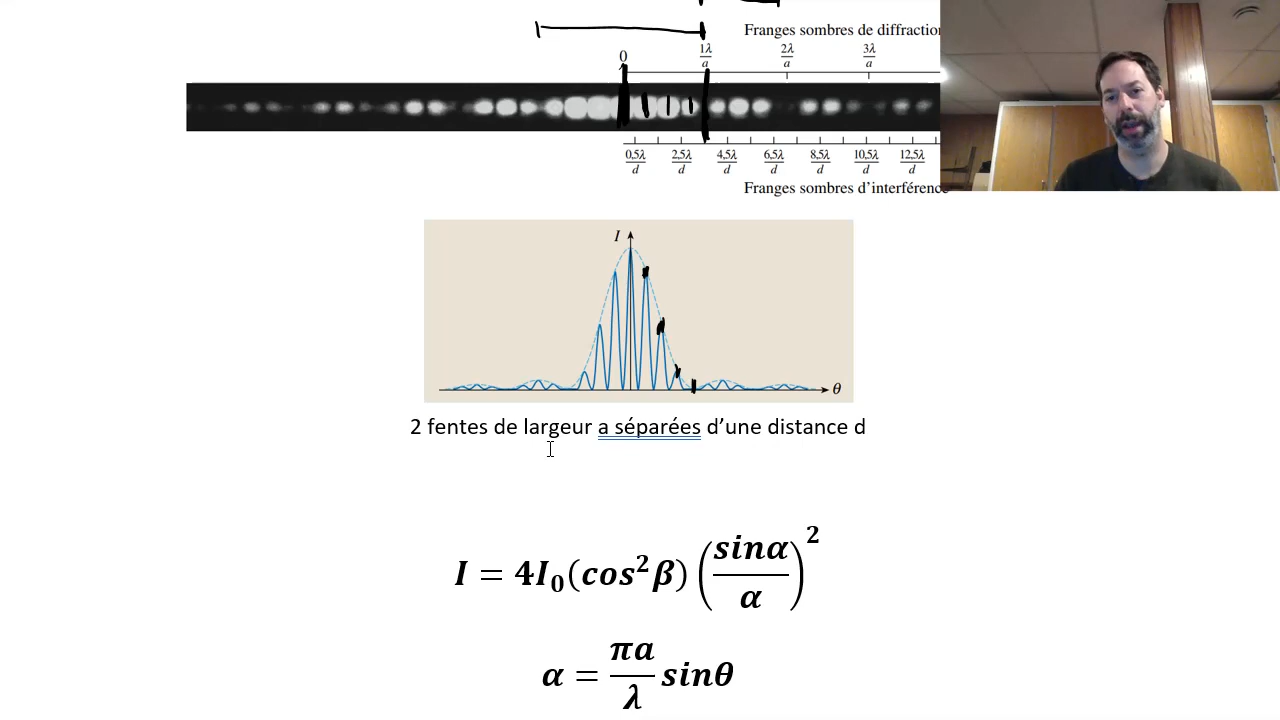 Franges sombres de diffraction
0 1λ/a 2λ/a 3λ/a
0,5λ/d 2,5λ/d 4,5λ/d 6,5λ/d 8,5λ/d 10,5λ/d 12,5λ/d
Franges sombres d'interférence
I
θ
2 fentes de largeur a séparées d'une distance d
I = 4I₀(cos²β)(sinα/α)²
α = πa/λ sinθ